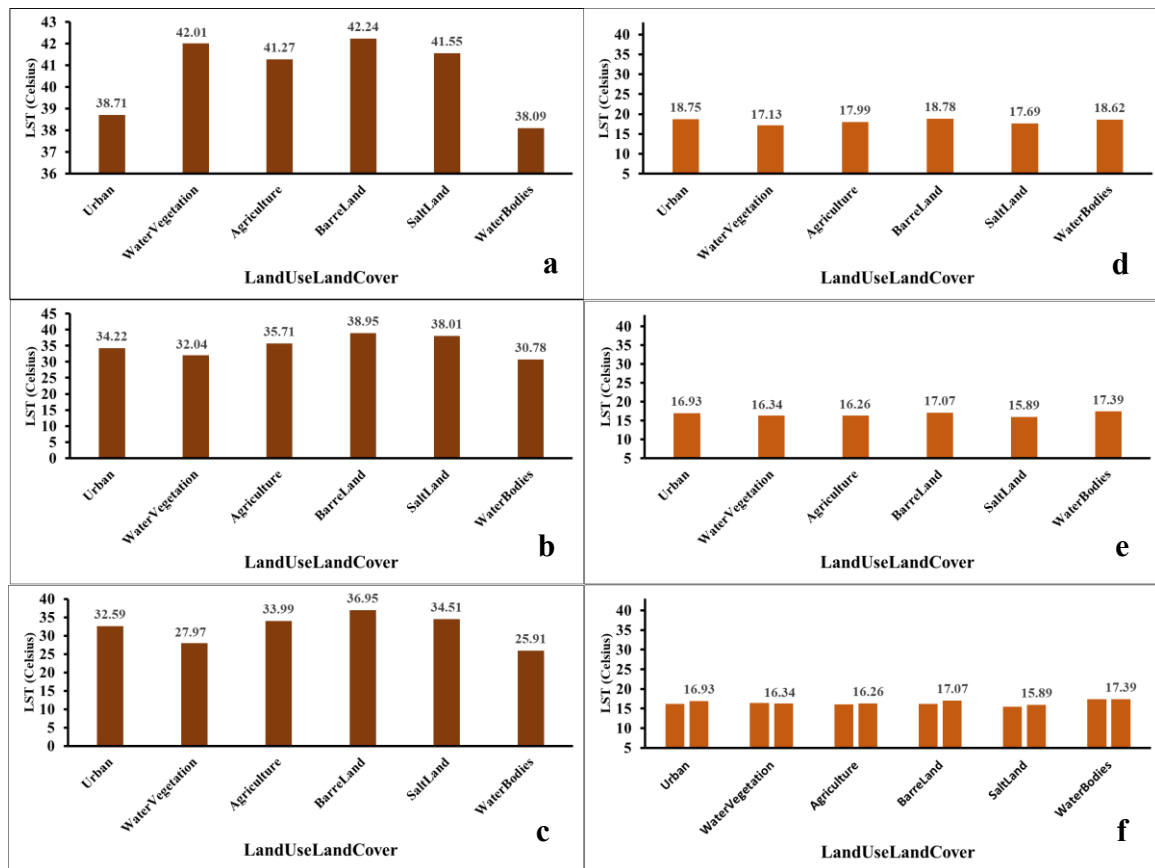 LST (Celsius)
43
42
41
40
39
38
37
36
38.71
42.01
41.27
42.24
41.55
38.09
Urban
WaterVegetation
Agriculture
BarreLand
SaltLand
WaterBodies
LandUseLandCover
a
LST (Celsius)
40
35
30
25
20
15
10
5
18.75
17.13
17.99
18.78
17.69
18.62
Urban
WaterVegetation
Agriculture
BarreLand
SaltLand
WaterBodies
LandUseLandCover
d
LST (Celsius)
45
40
35
30
25
20
15
10
5
0
34.22
32.04
35.71
38.95
38.01
30.78
Urban
WaterVegetation
Agriculture
BarreLand
SaltLand
WaterBodies
LandUseLandCover
b
LST (Celsius)
40
35
30
25
20
15
10
5
16.93
16.34
16.26
17.07
15.89
17.39
Urban
WaterVegetation
Agriculture
BarreLand
SaltLand
WaterBodies
LandUseLandCover
e
LST (Celsius)
40
35
30
25
20
15
10
5
0
32.59
27.97
33.99
36.95
34.51
25.91
Urban
WaterVegetation
Agriculture
BarreLand
SaltLand
WaterBodies
LandUseLandCover
c
LST (Celsius)
40
35
30
25
20
15
10
5
16.93
16.34
16.26
17.07
15.89
17.39
Urban
WaterVegetation
Agriculture
BarreLand
SaltLand
WaterBodies
LandUseLandCover
f